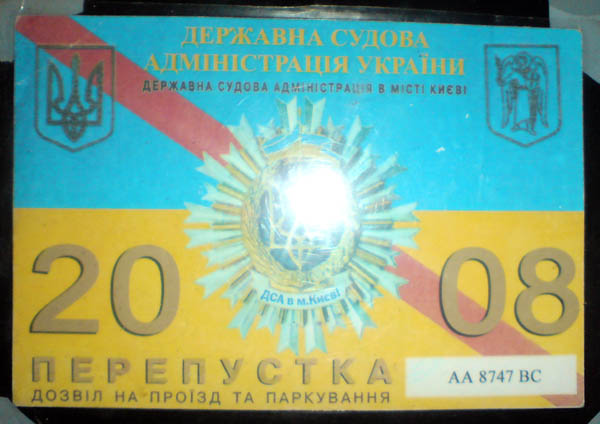 ДЕРЖАВНА СУДОВА
АДМІНІСТРАЦІЯ УКРАЇНИ
ДЕРЖАВНА СУДОВА АДМІНІСТРАЦІЯ В МІСТІ КИЄВІ
ДСА в м.Києві
20 08
ПЕРЕПУСТКА
АА 8747 ВС
ДОЗВІЛ НА ПРОЇЗД ТА ПАРКУВАННЯ